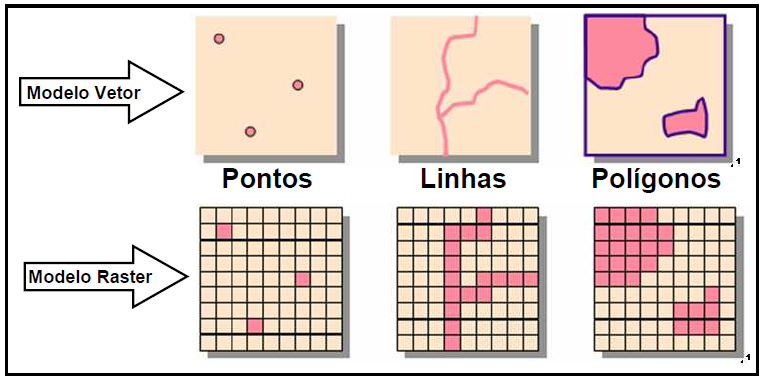 Modelo Vetor
Pontos
Linhas
Polígonos
Modelo Raster